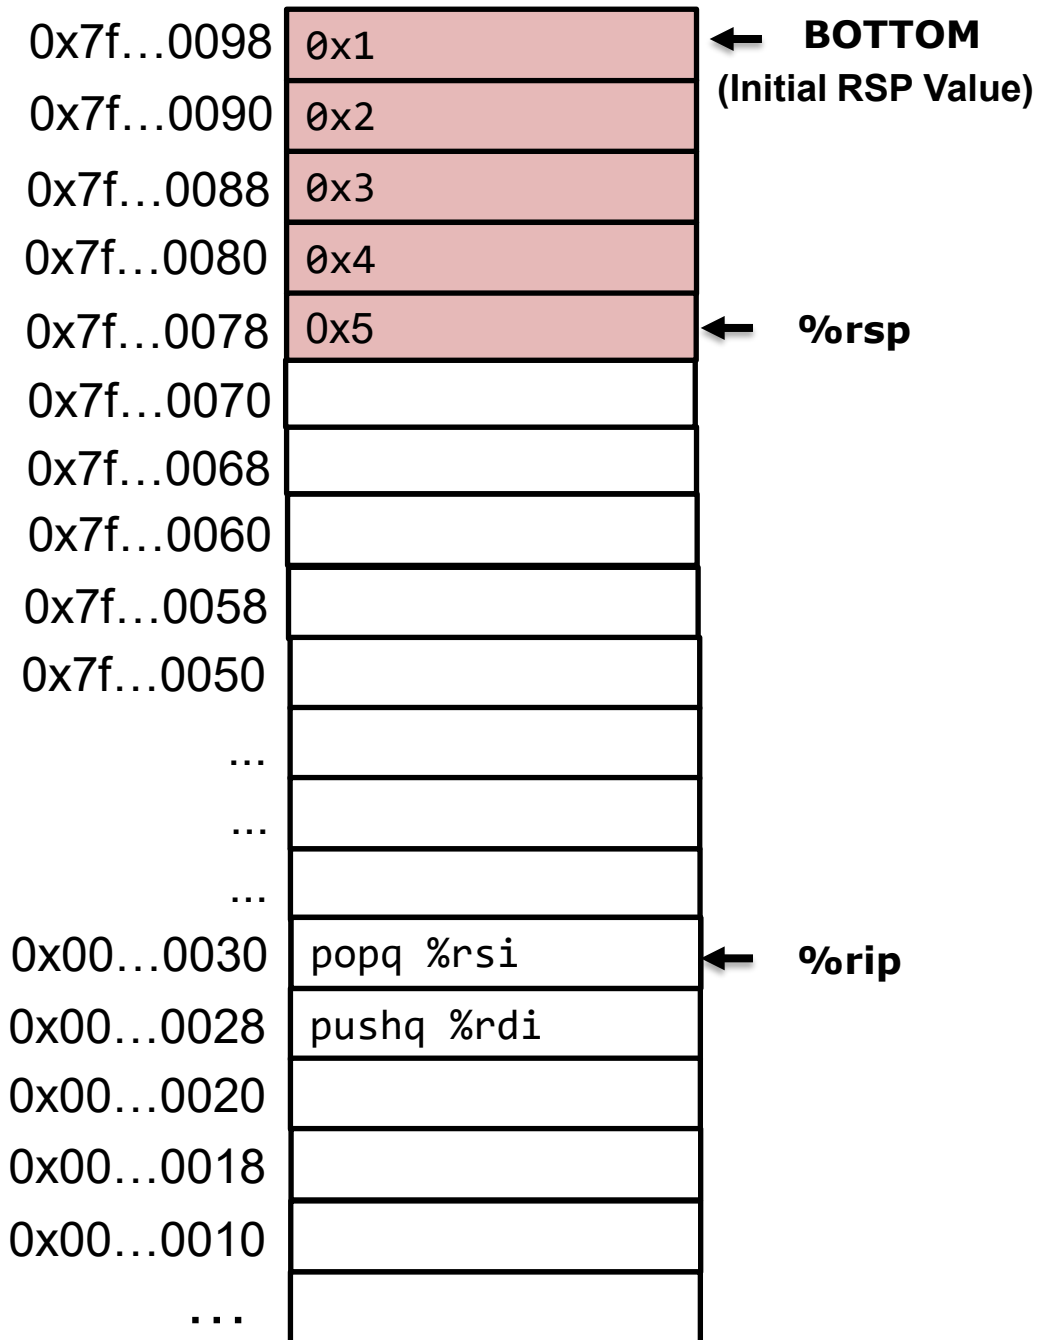 0x7f…0098 0x1 BOTTOM
(Initial RSP Value)
0x7f…0090 0x2
0x7f…0088 0x3
0x7f…0080 0x4
0x7f…0078 0x5 %rsp
0x7f…0070
0x7f…0068
0x7f…0060
0x7f…0058
0x7f…0050
…
…
…
0x00…0030 popq %rsi %rip
0x00…0028 pushq %rdi
0x00…0020
0x00…0018
0x00…0010
...